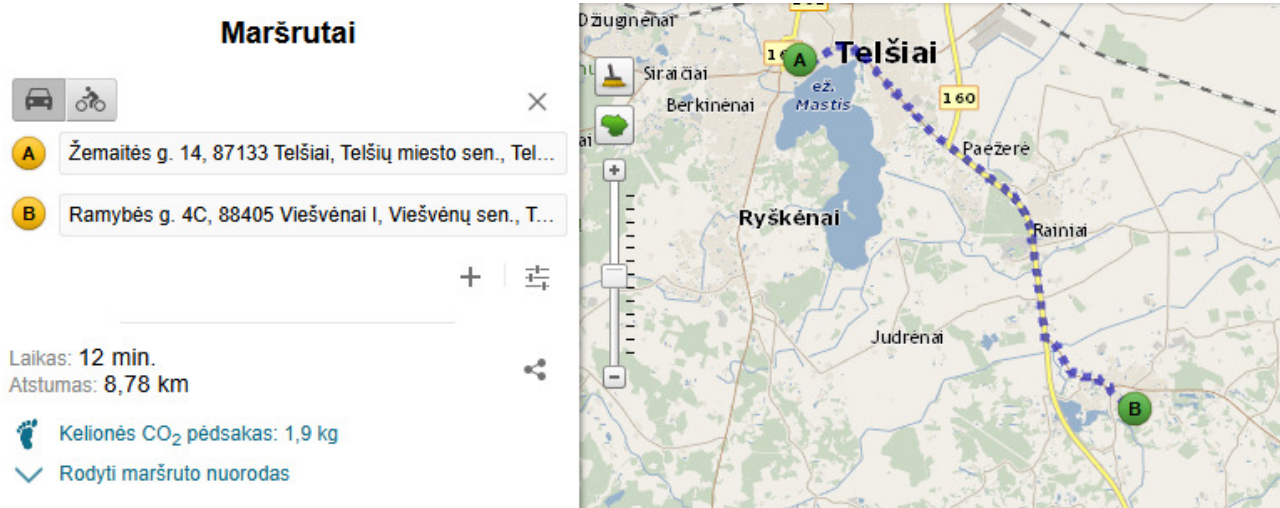 Maršrutai
A
Žemaitės g. 14, 87133 Telšiai, Telšių miesto sen., Tel...
B
Ramybės g. 4C, 88405 Viešvėnai I, Viešvėnų sen., T...
Laikas: 12 min.
Atstumas: 8,78 km
Kelionės CO₂ pėdsakas: 1,9 kg
Rodyti maršruto nuorodas
Džiuginėnai
A
Telšiai
Siraičiai
ež.
Mastis
Berkinėnai
160
Paežerė
Ryškėnai
Rainiai
Judrėnai
B